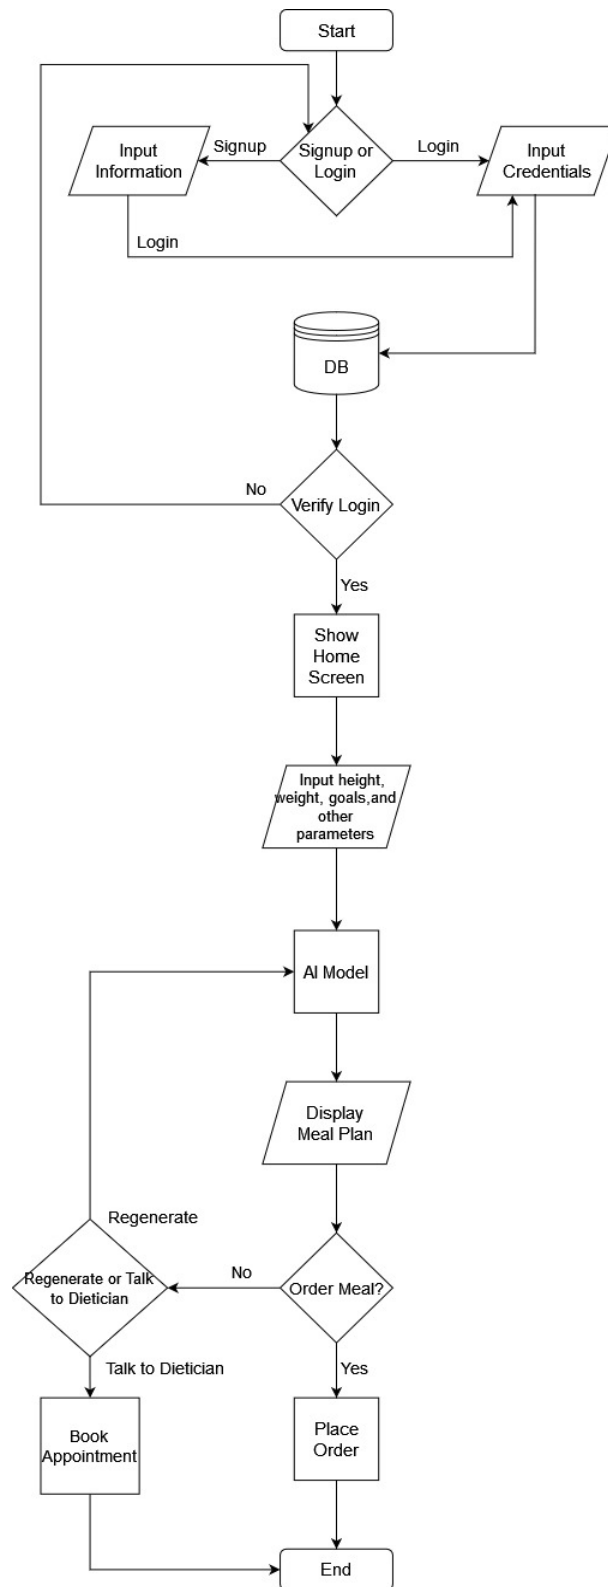 Start
Signup or
Login
Signup
Login
Input
Information
Input
Credentials
Login
DB
No
Verify Login
Yes
Show
Home
Screen
Input height,
weight, goals,and
other
parameters
AI Model
Display
Meal Plan
Regenerate
Regenerate or Talk
to Dietician
No
Order Meal?
Talk to Dietician
Yes
Book
Appointment
Place
Order
End